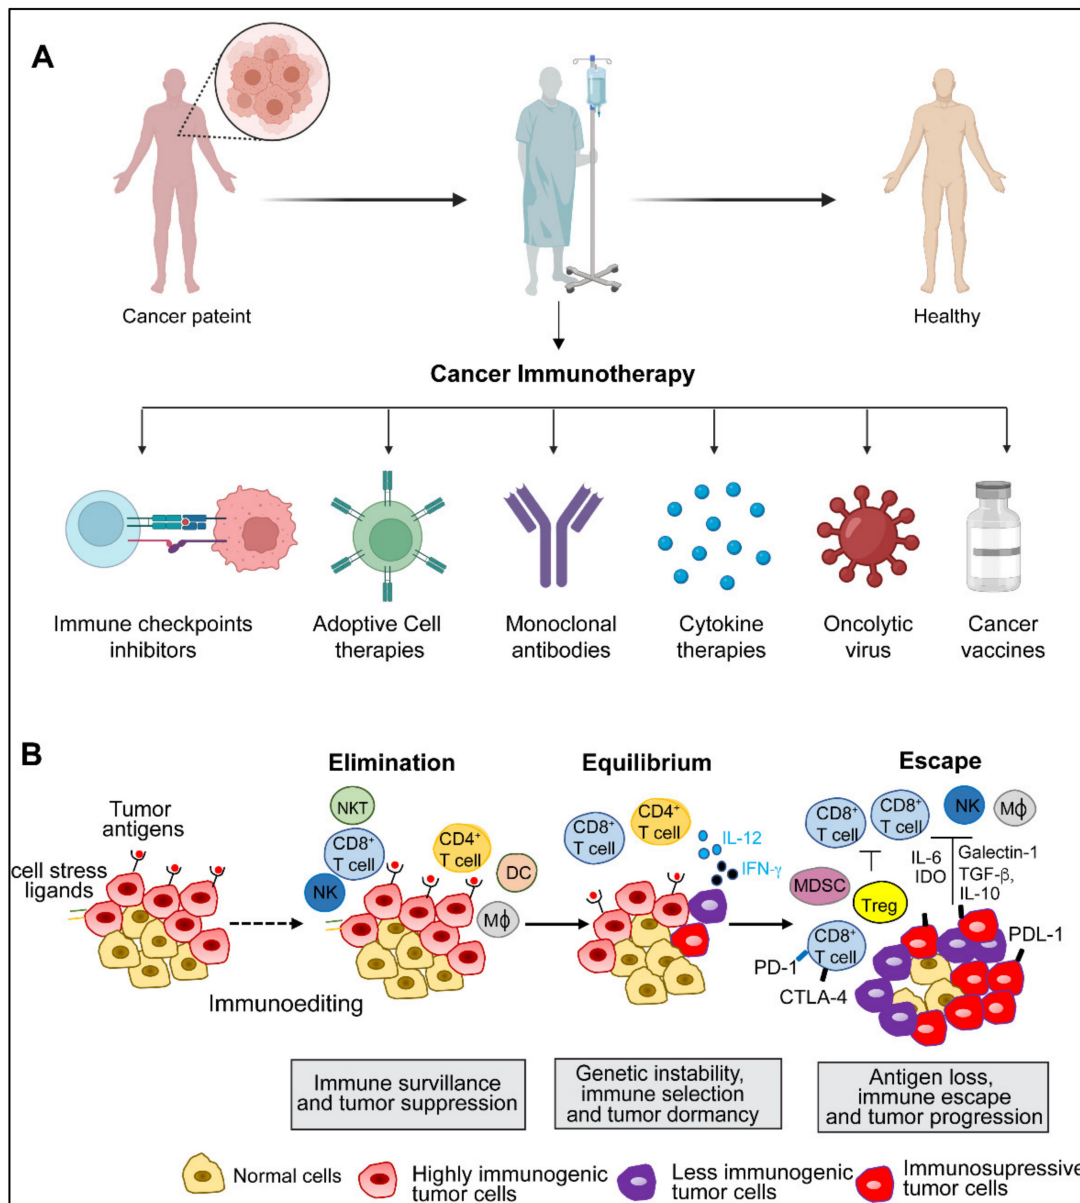 A
Cancer pateint
Healthy
Cancer Immunotherapy
Immune checkpoints
inhibitors
Adoptive Cell
therapies
Monoclonal
antibodies
Cytokine
therapies
Oncolytic
virus
Cancer
vaccines
B
Elimination
Equilibrium
Escape
Tumor
antigens
cell stress
ligands
Immunoediting
NKT
CD8+
T cell
NK
CD4+
T cell
DC
Mϕ
CD8+
T cell
CD4+
T cell
IL-12
IFN-γ
CD8+
T cell
CD8+
T cell
NK
Mϕ
MDSC
Treg
IL-6
IDO
Galectin-1
TGF-β,
IL-10
CD8+
T cell
PD-1
CTLA-4
PDL-1
Immune survillance
and tumor suppression
Genetic instability,
immune selection
and tumor dormancy
Antigen loss,
immune escape
and tumor progression
Normal cells
Highly immunogenic
tumor cells
Less immunogenic
tumor cells
Immunosupressive
tumor cells